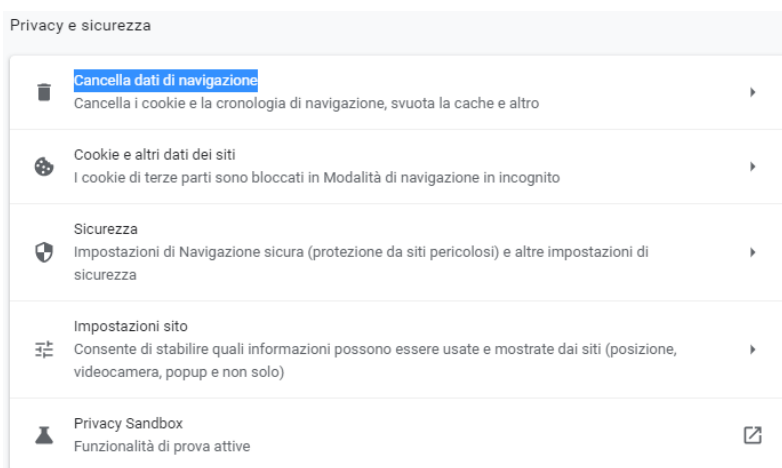 Privacy e sicurezza
Cancella dati di navigazione
Cancella i cookie e la cronologia di navigazione, svuota la cache e altro
Cookie e altri dati dei siti
I cookie di terze parti sono bloccati in Modalità di navigazione in incognito
Sicurezza
Impostazioni di Navigazione sicura (protezione da siti pericolosi) e altre impostazioni di
sicurezza
Impostazioni sito
Consente di stabilire quali informazioni possono essere usate e mostrate dai siti (posizione,
videocamera, popup e non solo)
Privacy Sandbox
Funzionalità di prova attive